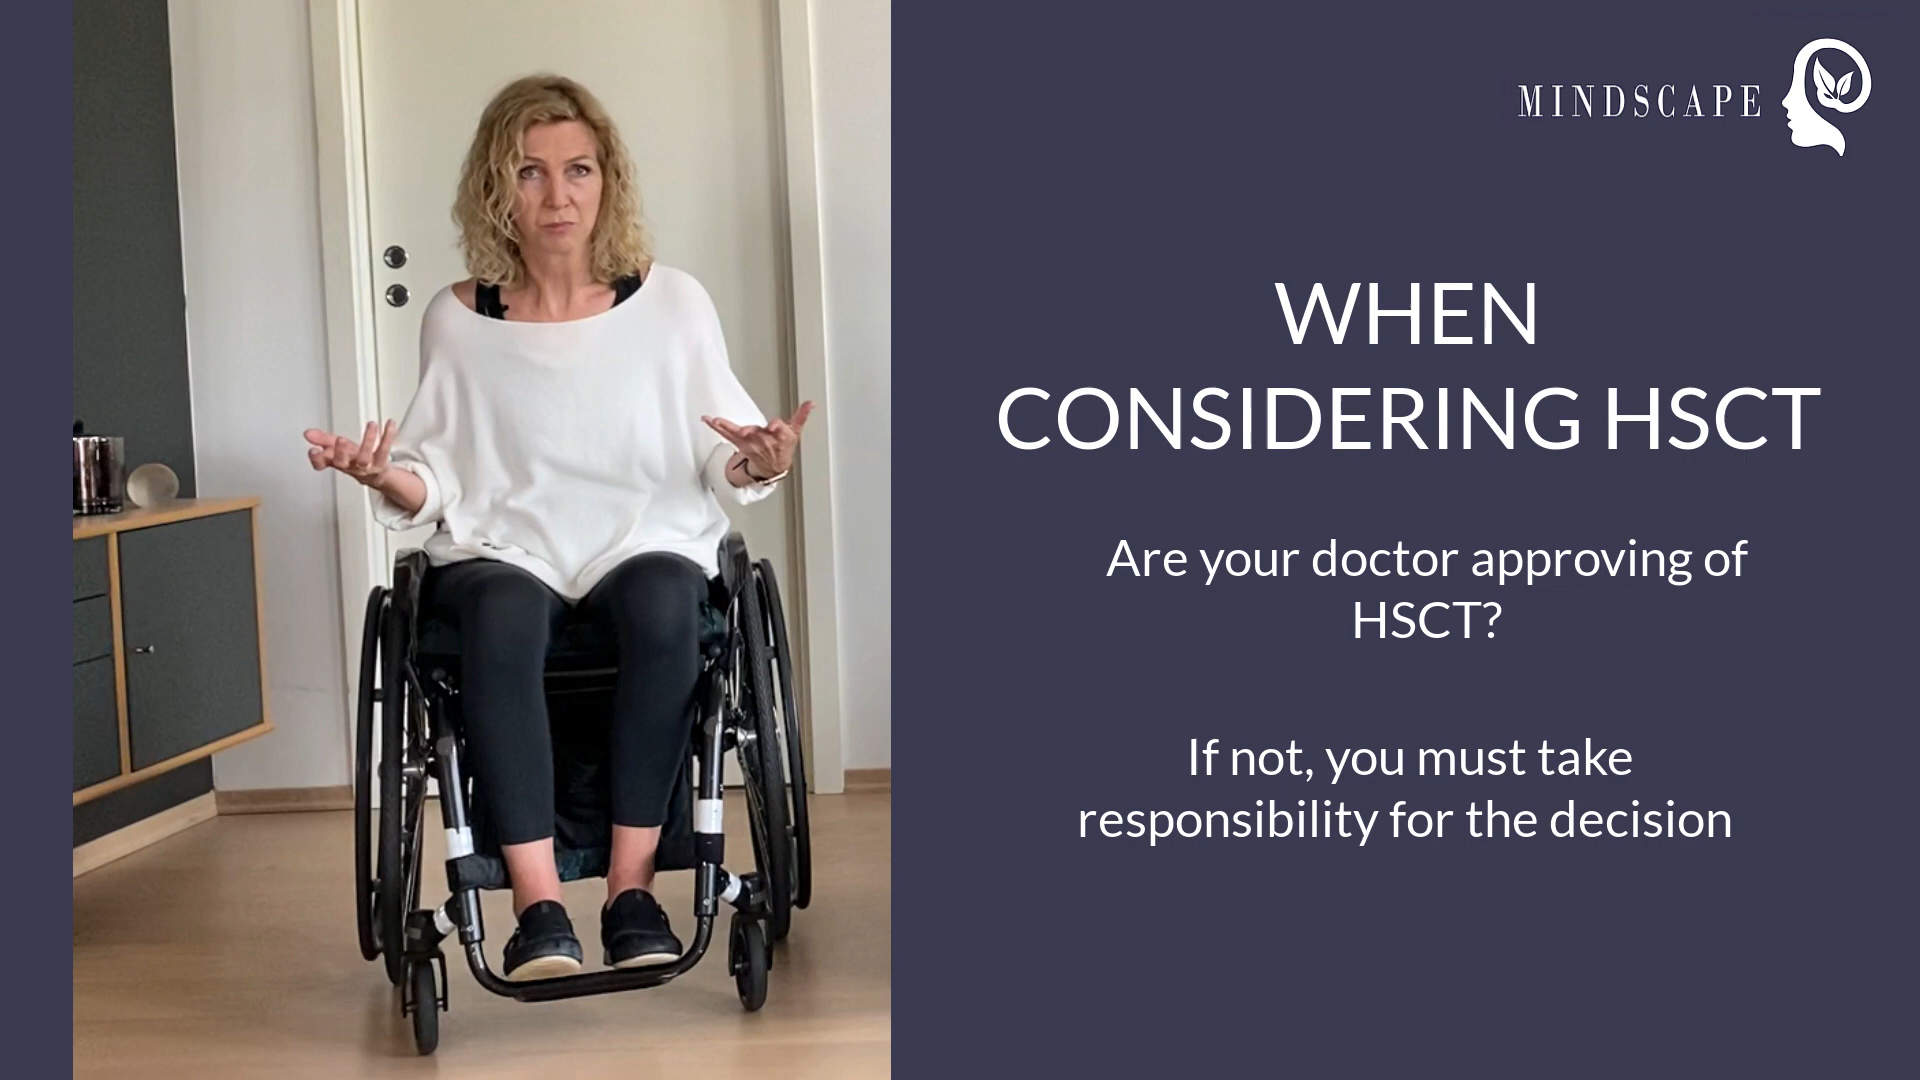 MINDSCAPE
WHEN
CONSIDERING HSCT
Are your doctor approving of
HSCT?
If not, you must take
responsibility for the decision